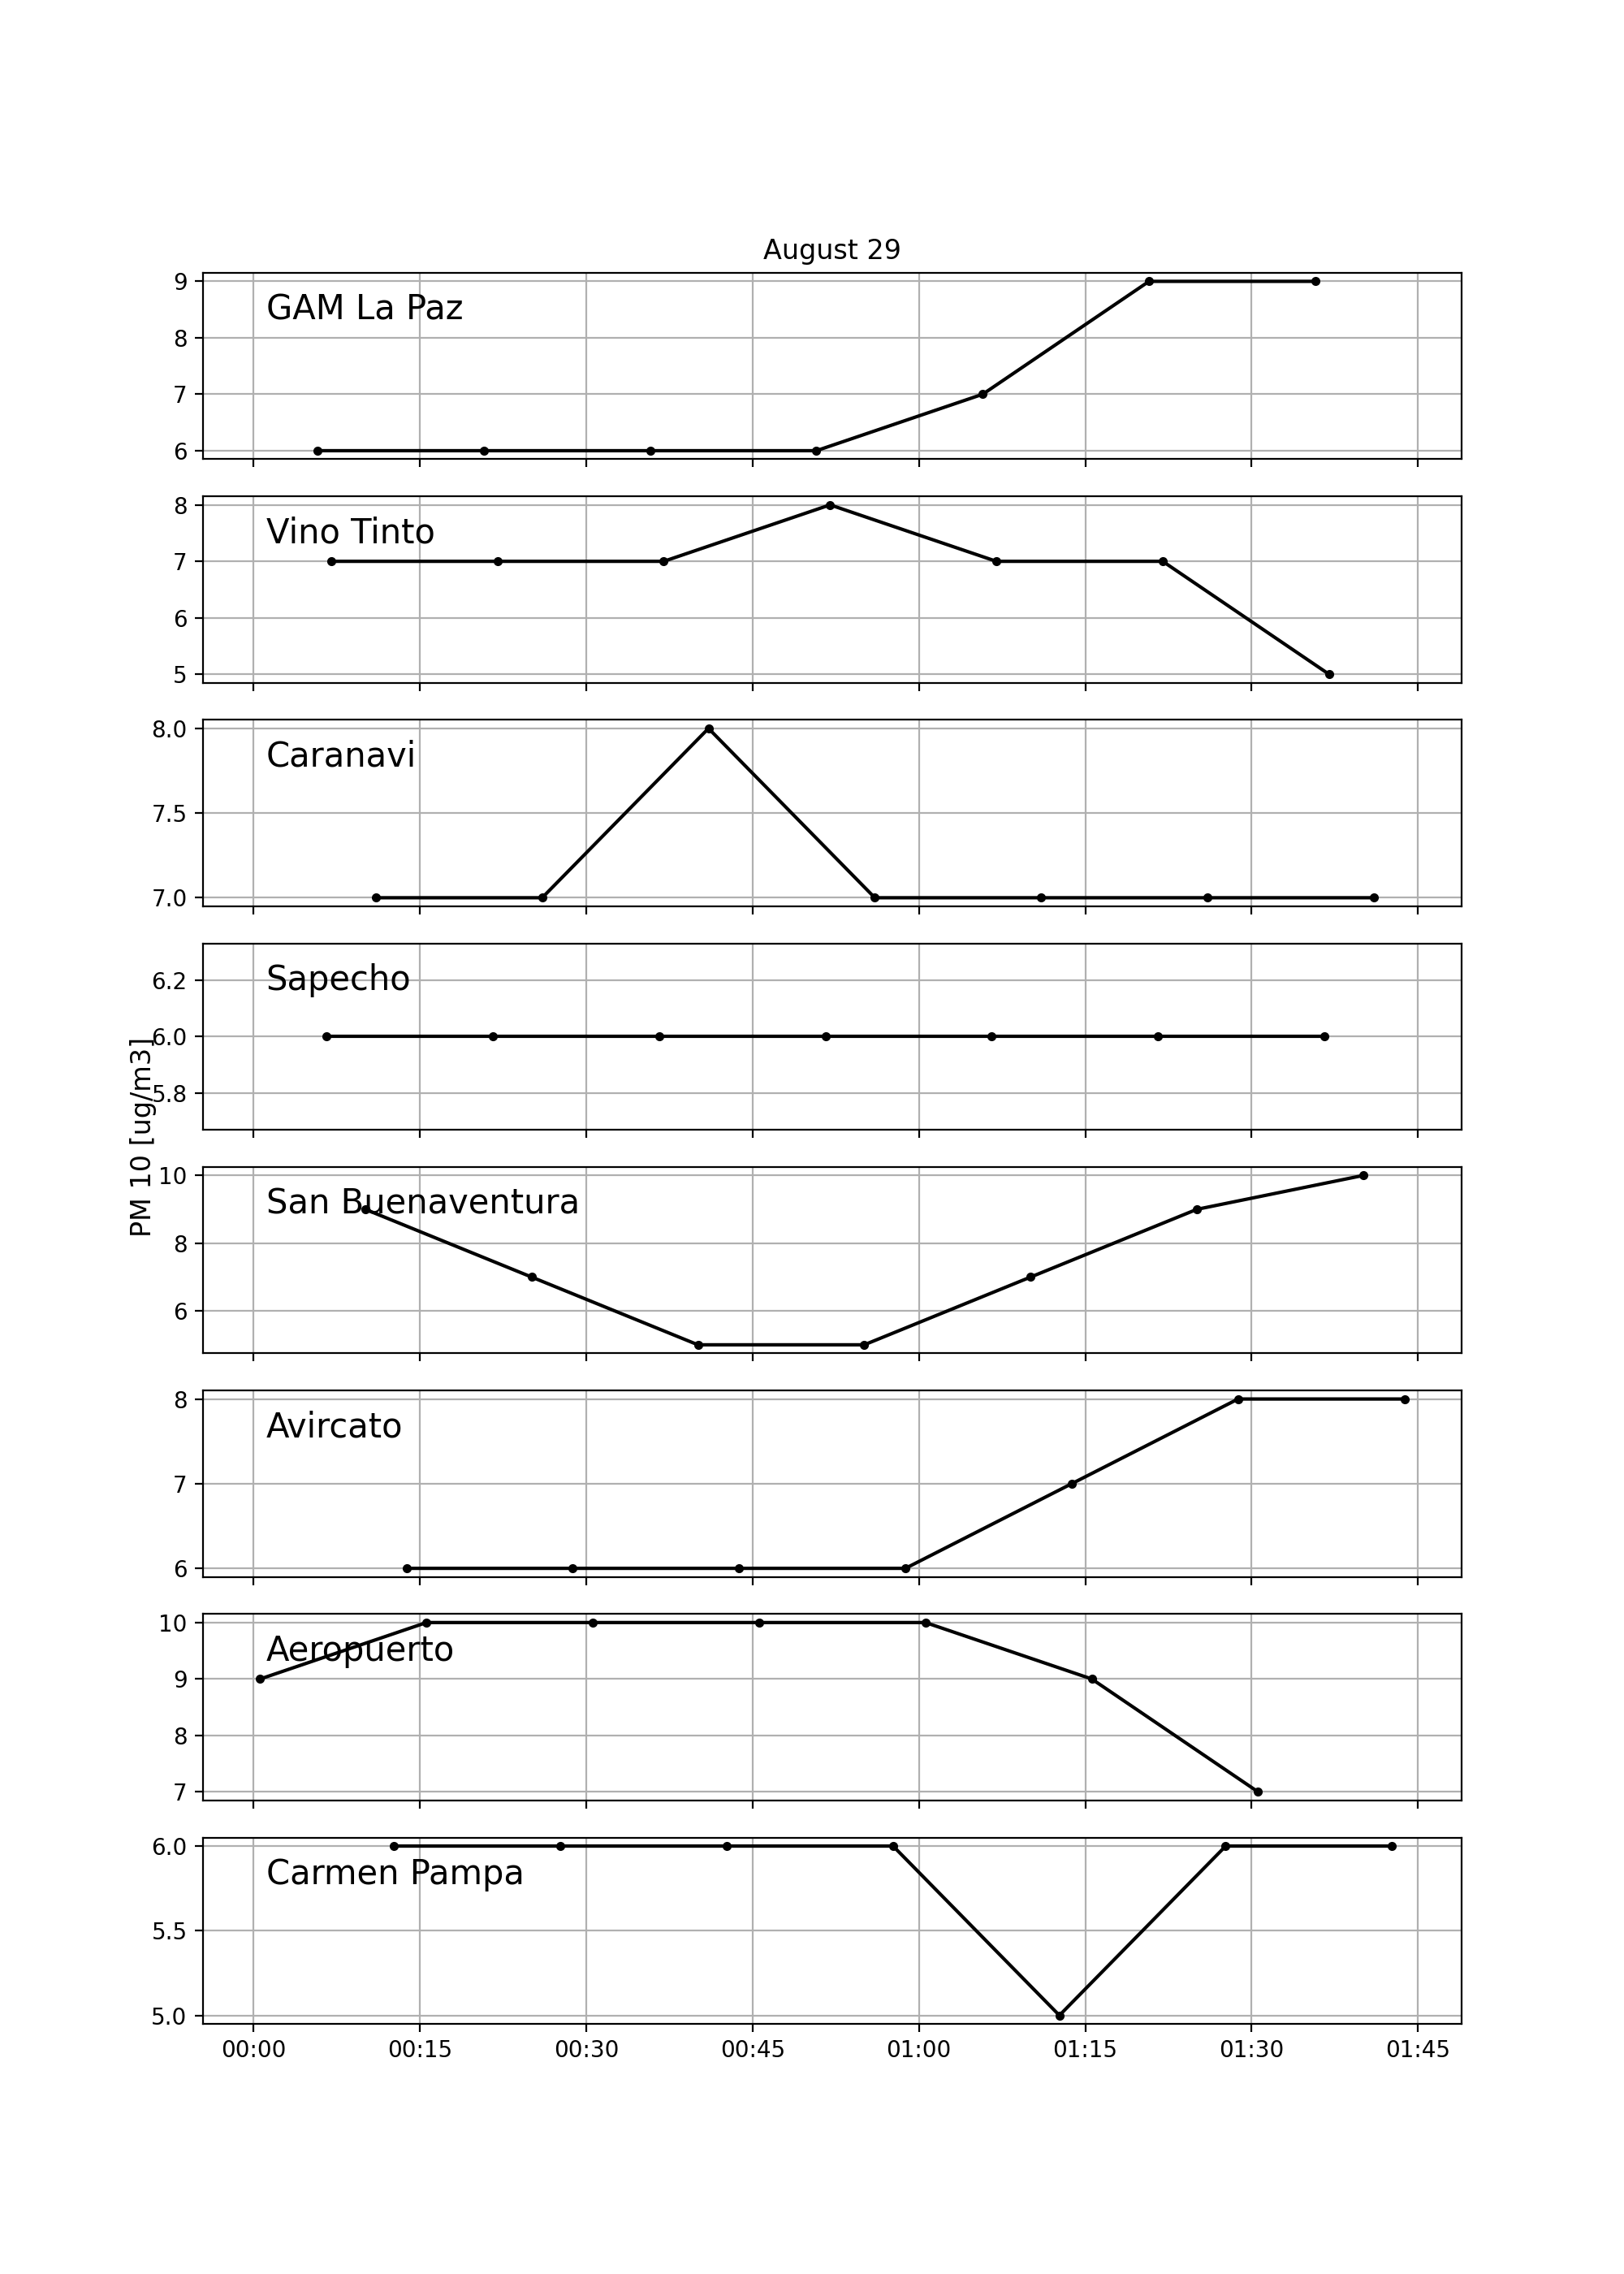 August 29
9
GAM La Paz
8
7
6
8
Vino Tinto
7
6
5
8.0
Caranavi
7.5
7.0
Sapecho
6.2
6.0
5.8
PM 10 [ug/m3]
10
San Buenaventura
8
6
8
Avircato
7
6
10
Aeropuerto
9
8
7
6.0
Carmen Pampa
5.5
5.0
00:00 00:15 00:30 00:45 01:00 01:15 01:30 01:45